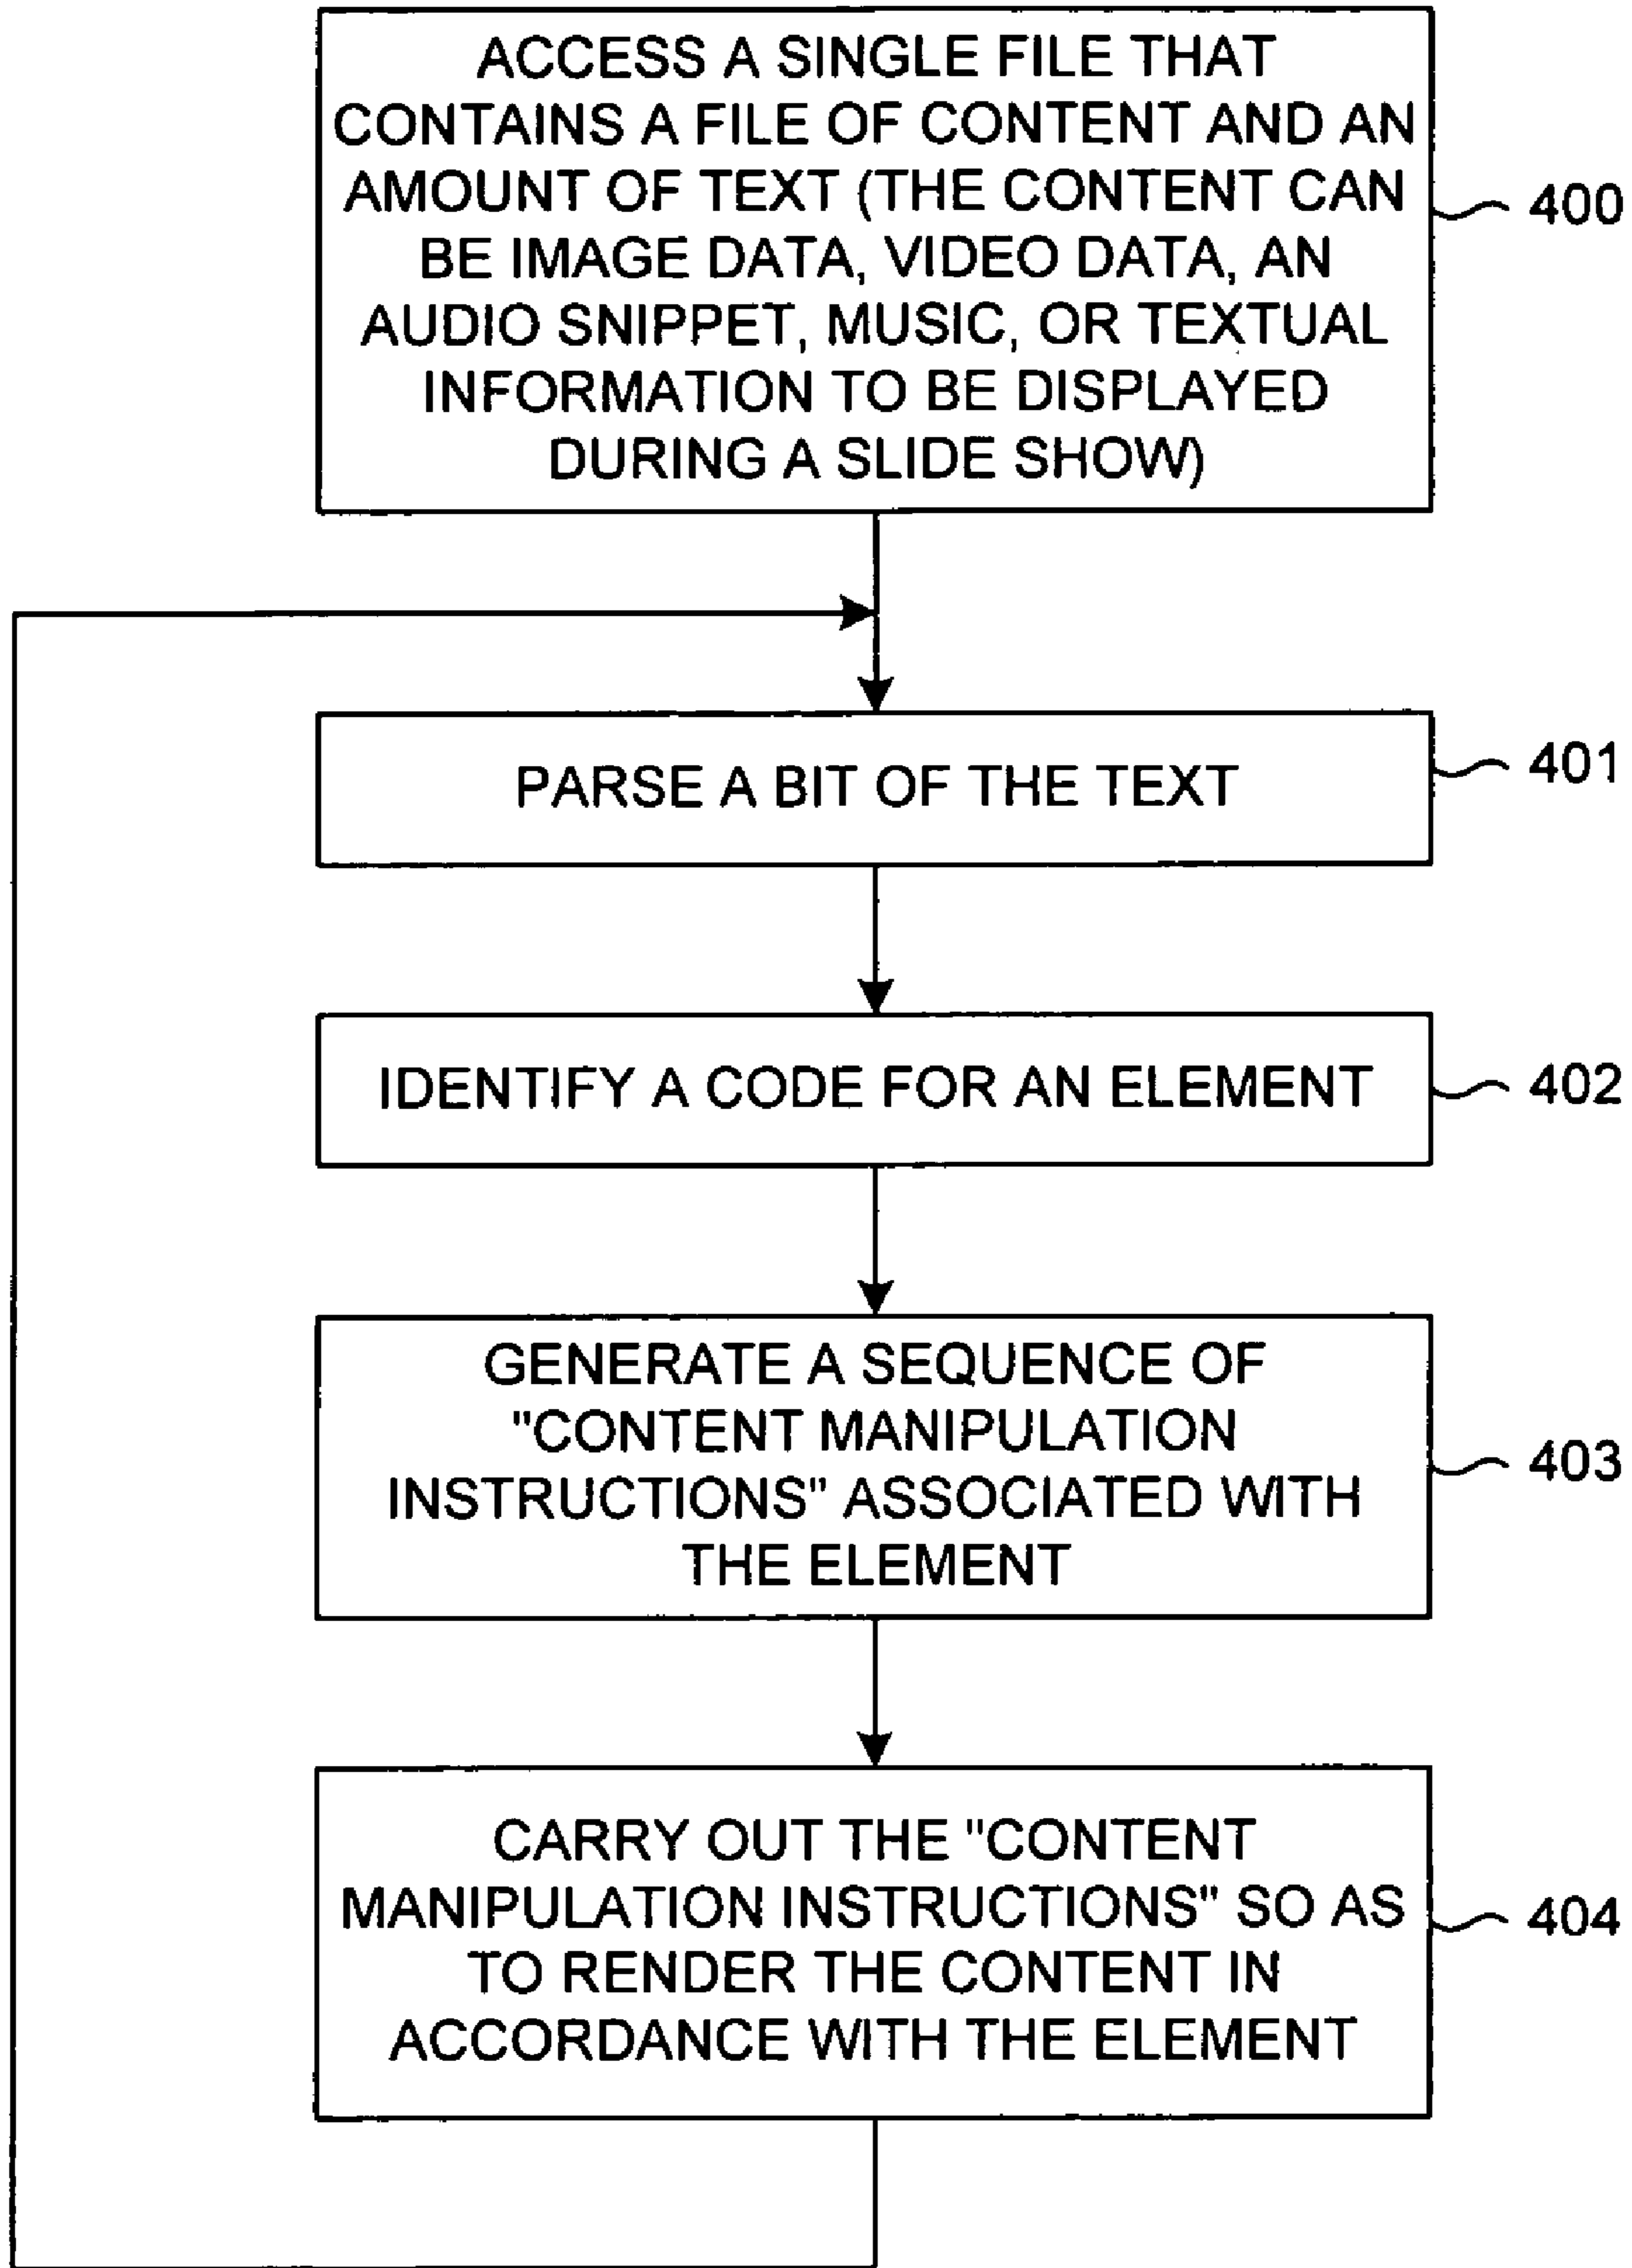 ACCESS A SINGLE FILE THAT
CONTAINS A FILE OF CONTENT AND AN
AMOUNT OF TEXT (THE CONTENT CAN
BE IMAGE DATA, VIDEO DATA, AN
AUDIO SNIPPET, MUSIC, OR TEXTUAL
INFORMATION TO BE DISPLAYED
DURING A SLIDE SHOW)
400
PARSE A BIT OF THE TEXT
401
IDENTIFY A CODE FOR AN ELEMENT
402
GENERATE A SEQUENCE OF
"CONTENT MANIPULATION
INSTRUCTIONS" ASSOCIATED WITH
THE ELEMENT
403
CARRY OUT THE "CONTENT
MANIPULATION INSTRUCTIONS" SO AS
TO RENDER THE CONTENT IN
ACCORDANCE WITH THE ELEMENT
404